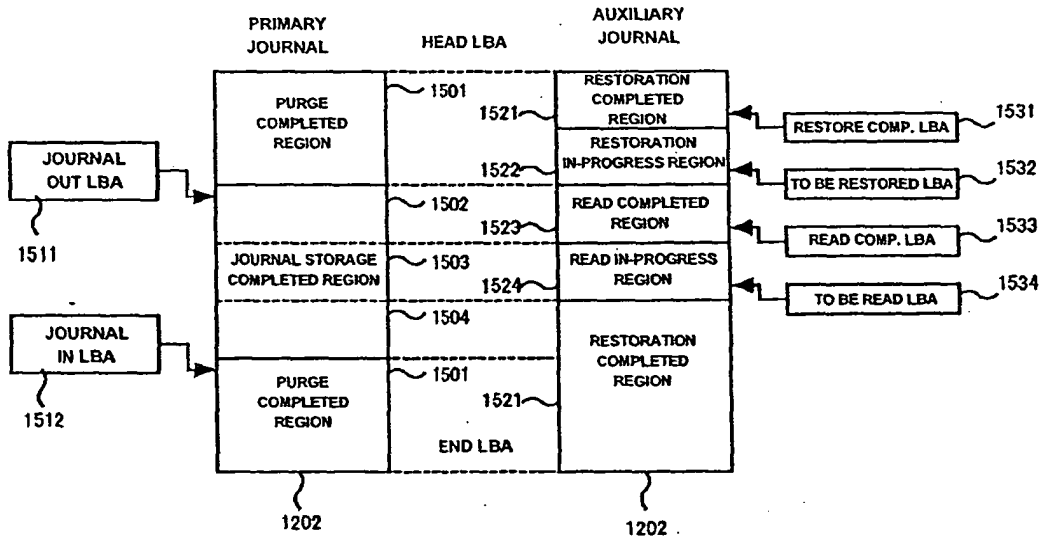 PRIMARY
JOURNAL
HEAD LBA
AUXILIARY
JOURNAL
PURGE
COMPLETED
REGION
1501
1521
RESTORATION
COMPLETED
REGION
RESTORE COMP. LBA
1531
JOURNAL
OUT LBA
1511
1522
RESTORATION
IN-PROGRESS REGION
TO BE RESTORED LBA
1532
1502
1523
READ COMPLETED
REGION
READ COMP. LBA
1533
JOURNAL STORAGE
COMPLETED REGION
1503
1524
READ IN-PROGRESS
REGION
TO BE READ LBA
1534
JOURNAL
IN LBA
1512
1504
1501
PURGE
COMPLETED
REGION
1521
RESTORATION
COMPLETED
REGION
END LBA
1202
1202